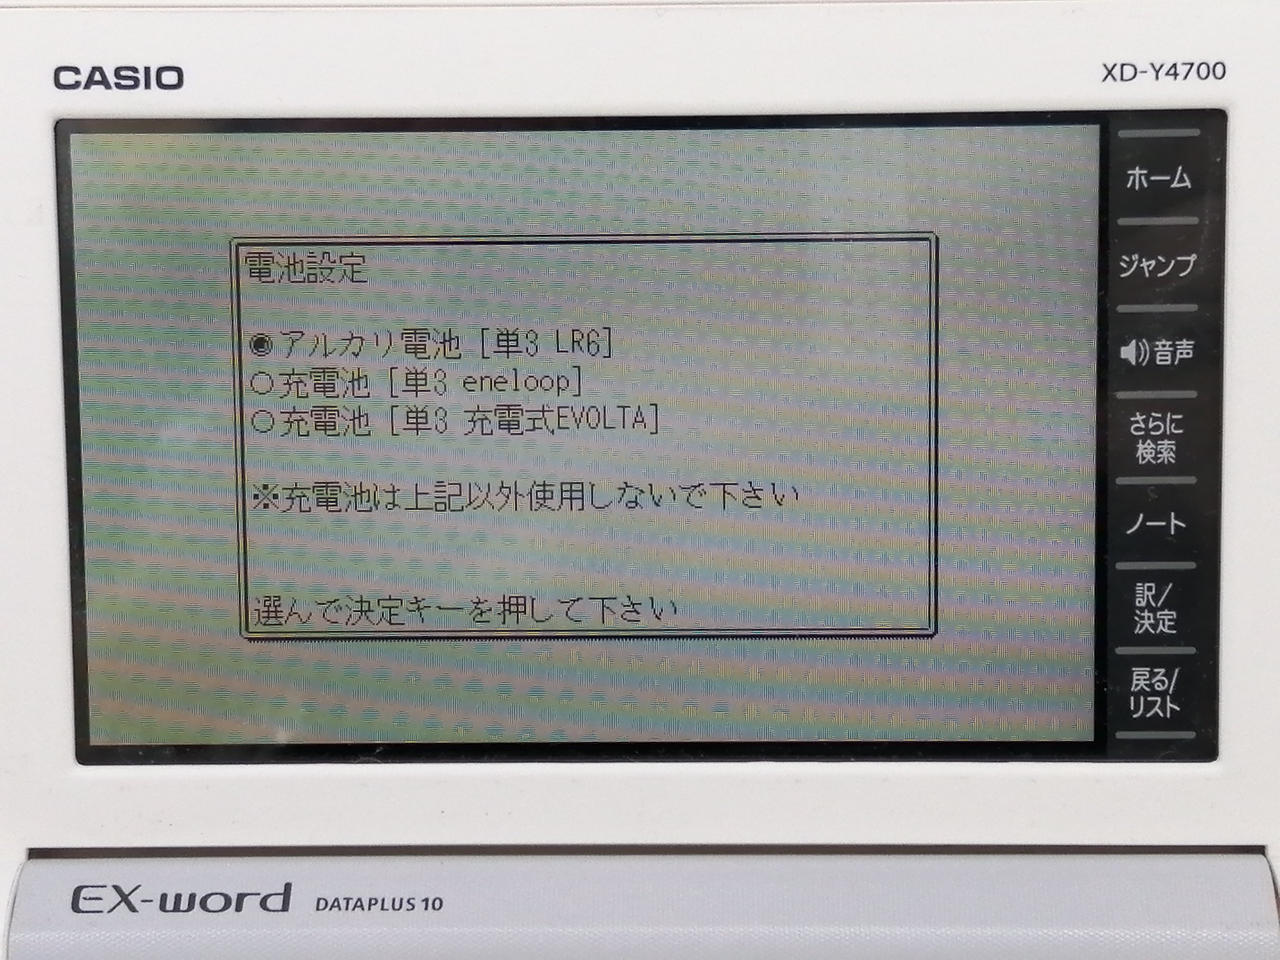 CASIO
XD-Y4700
電池設定
◉アルカリ電池 [単3 LR6]
○充電池 [単3 eneloop]
○充電池 [単3 充電式EVOLTA]
※充電池は上記以外使用しないで下さい
選んで決定キーを押して下さい
ホーム
ジャンプ
音声
さらに
検索
ノート
訳/
決定
戻る/
リスト
EX-word DATAPLUS 10